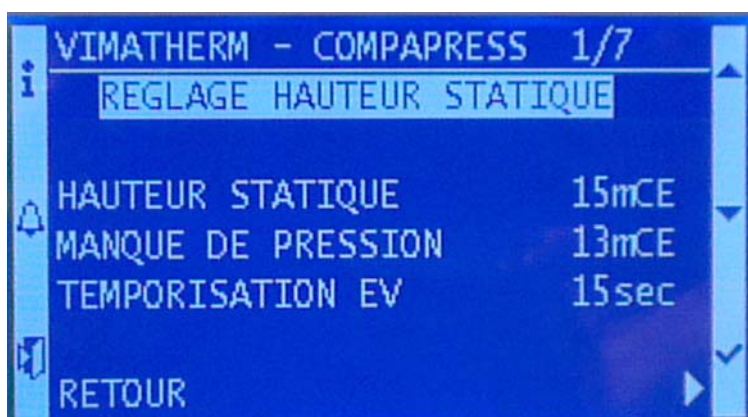 VIMATHERM - COMPAPRESS 1/7
REGLAGE HAUTEUR STATIQUE
HAUTEUR STATIQUE 15mCE
MANQUE DE PRESSION 13mCE
TEMPORISATION EV 15sec
RETOUR